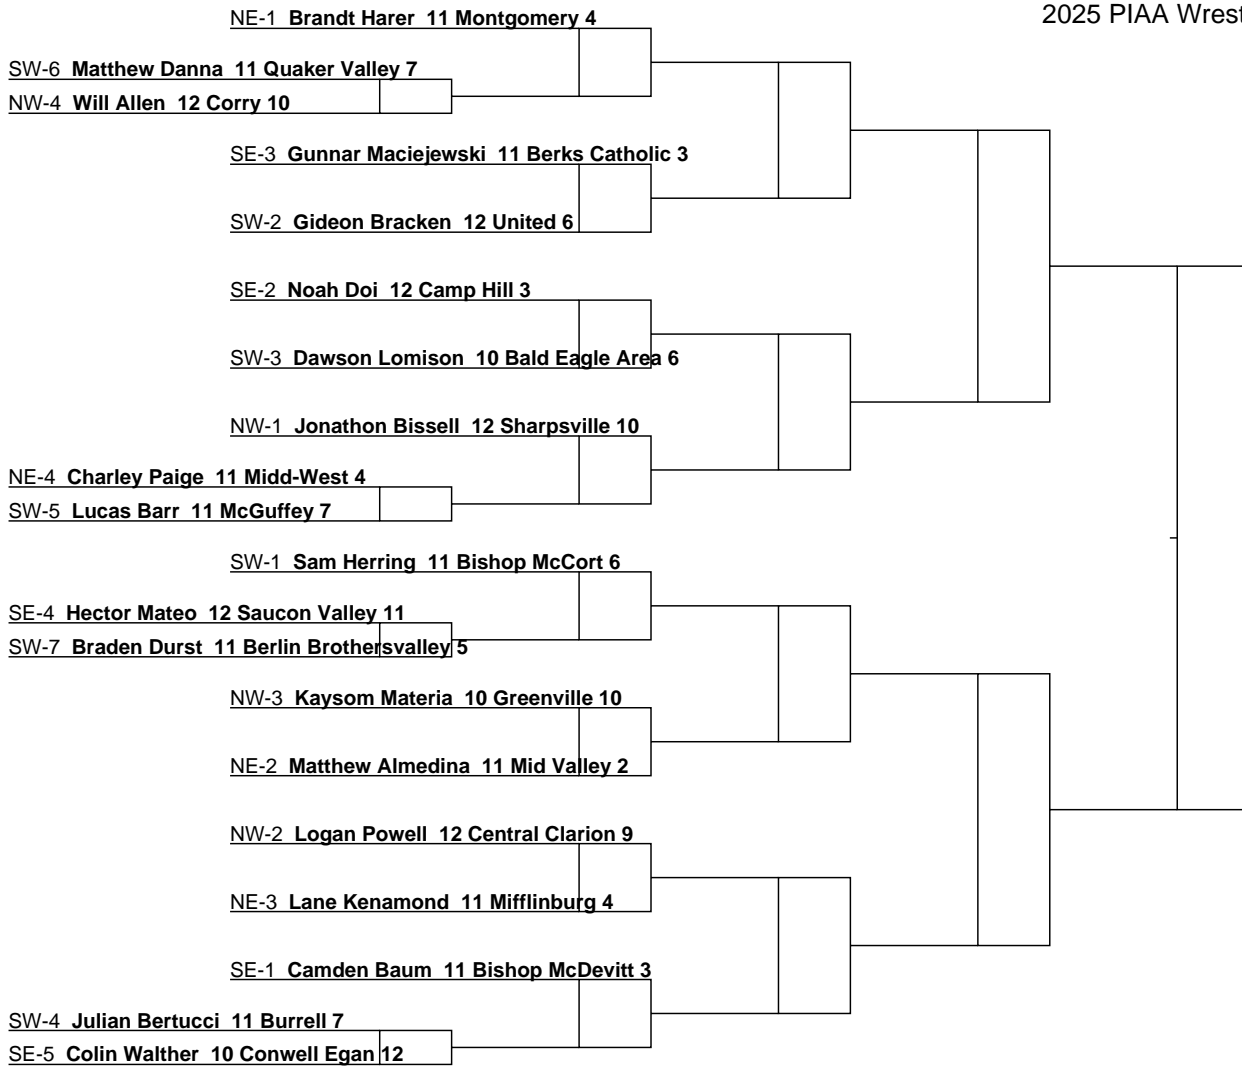 2025 PIAA Wrest
NE-1 Brandt Harer 11 Montgomery 4
SW-6 Matthew Danna 11 Quaker Valley 7
NW-4 Will Allen 12 Corry 10
SE-3 Gunnar Maciejewski 11 Berks Catholic 3
SW-2 Gideon Bracken 12 United 6
SE-2 Noah Doi 12 Camp Hill 3
SW-3 Dawson Lomison 10 Bald Eagle Area 6
NW-1 Jonathon Bissell 12 Sharpsville 10
NE-4 Charley Paige 11 Midd-West 4
SW-5 Lucas Barr 11 McGuffey 7
SW-1 Sam Herring 11 Bishop McCort 6
SE-4 Hector Mateo 12 Saucon Valley 11
SW-7 Braden Durst 11 Berlin Brothersvalley 5
NW-3 Kaysom Materia 10 Greenville 10
NE-2 Matthew Almedina 11 Mid Valley 2
NW-2 Logan Powell 12 Central Clarion 9
NE-3 Lane Kenamond 11 Mifflinburg 4
SE-1 Camden Baum 11 Bishop McDevitt 3
SW-4 Julian Bertucci 11 Burrell 7
SE-5 Colin Walther 10 Conwell Egan 12